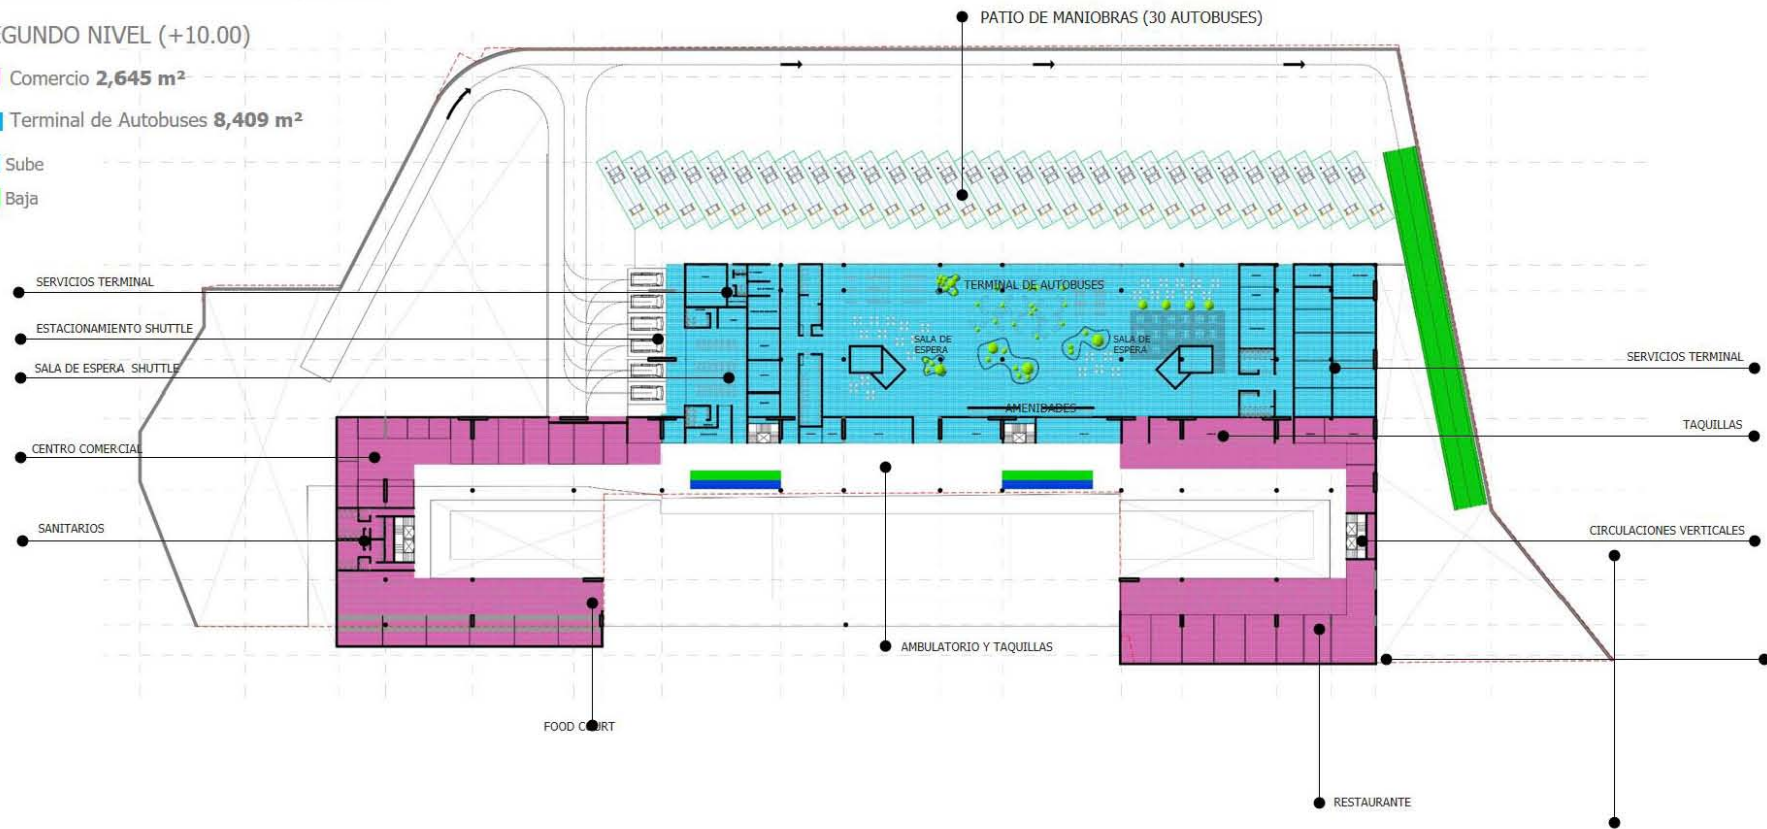 PATIO DE MANIOBRAS (30 AUTOBUSES)
GUNDO NIVEL (+10.00)
Comercio 2,645 m²
Terminal de Autobuses 8,409 m²
Sube
Baja
SERVICIOS TERMINAL
TERMINAL DE AUTOBUSES
ESTACIONAMIENTO SHUTTLE
SALA DE
ESPERA
SALA DE
ESPERA
SERVICIOS TERMINAL
SALA DE ESPERA SHUTTLE
AMENIDADES
TAQUILLAS
CENTRO COMERCIAL
SANITARIOS
CIRCULACIONES VERTICALES
AMBULATORIO Y TAQUILLAS
FOOD COURT
RESTAURANTE